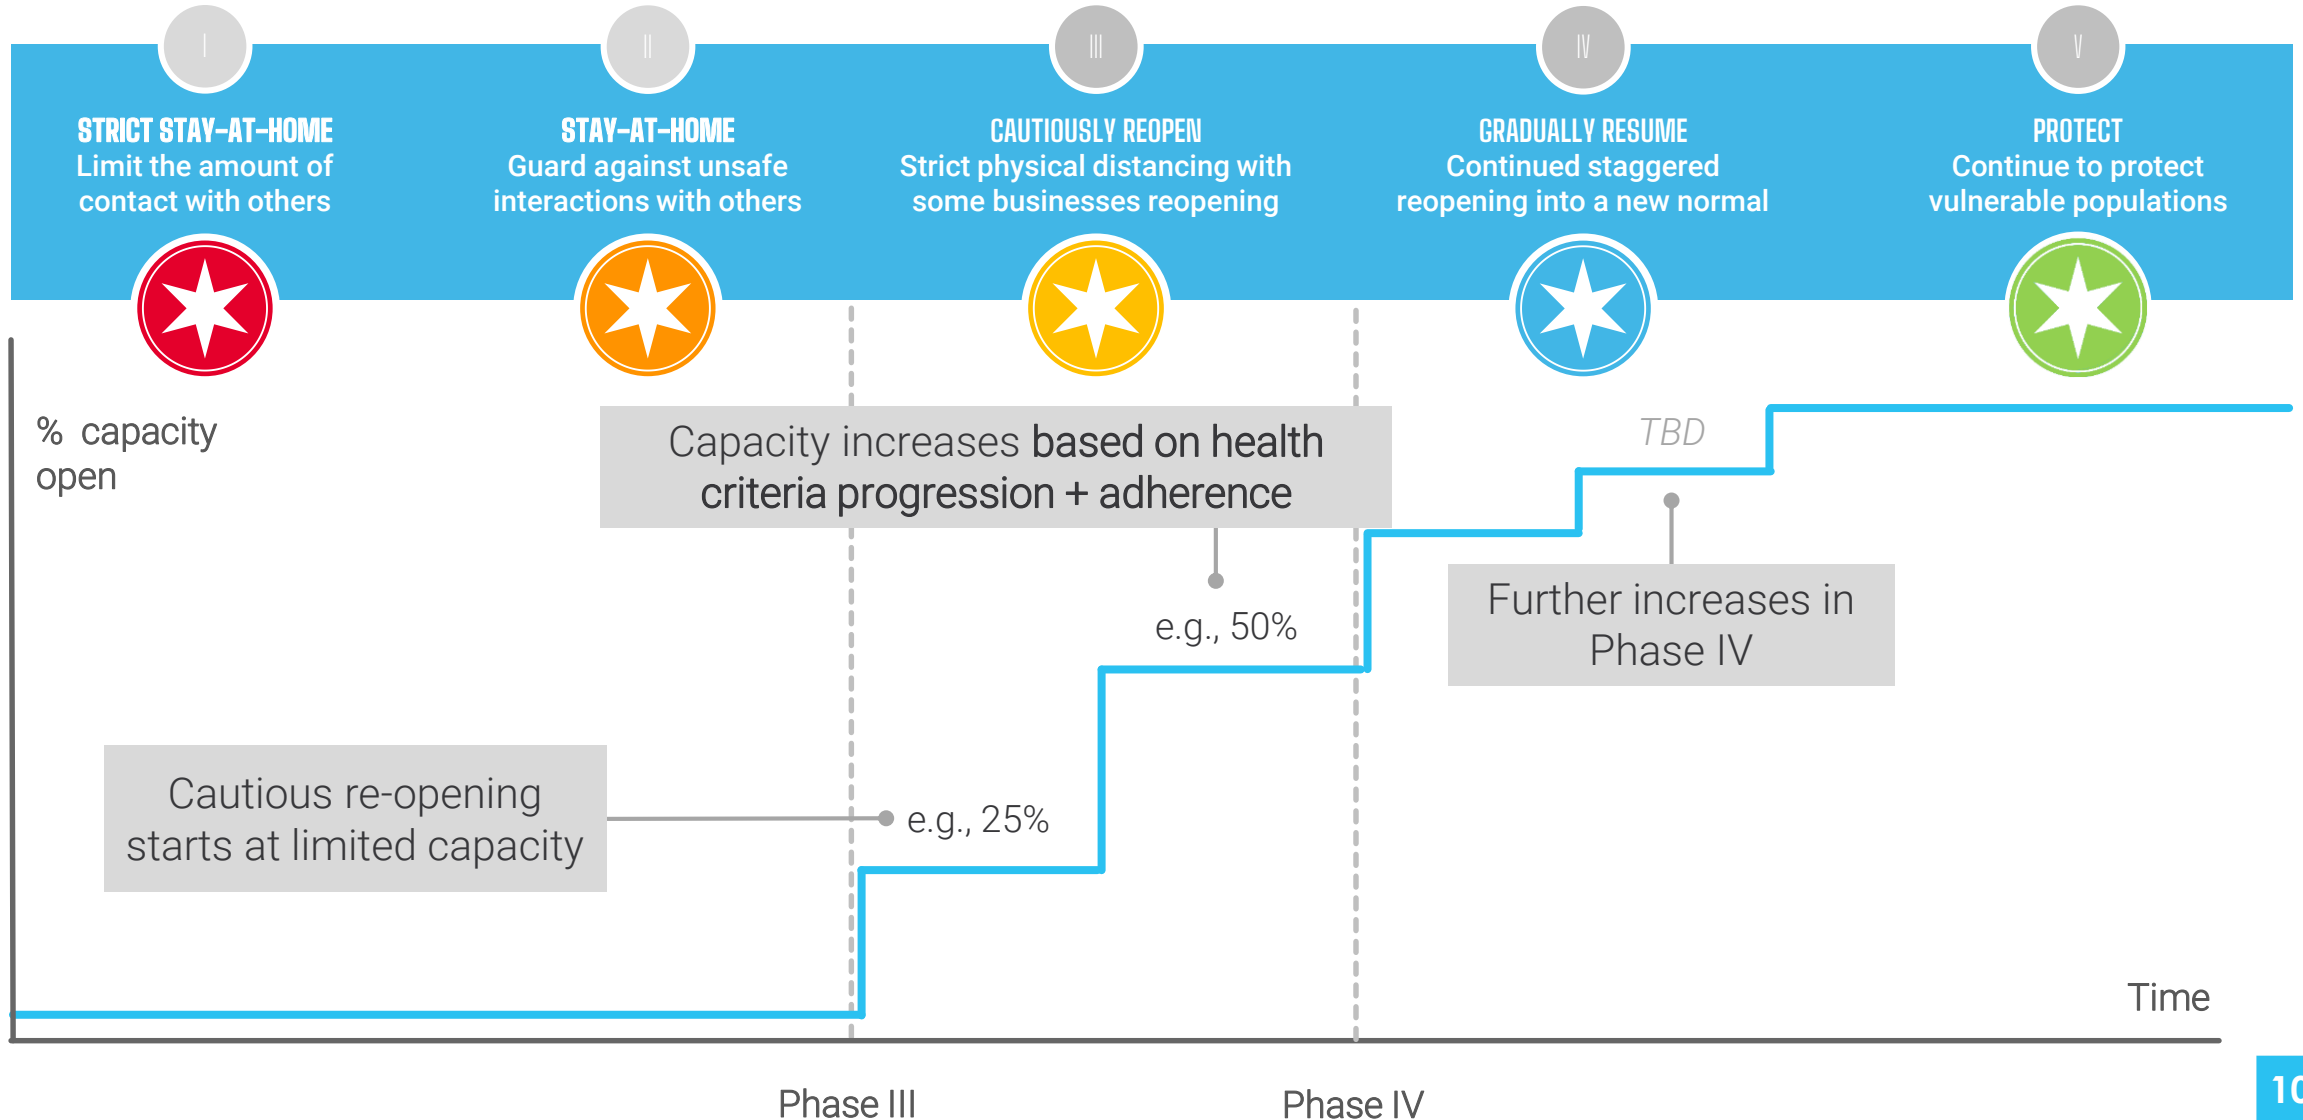 I
II
III
IV
V
STRICT STAY-AT-HOME
Limit the amount of
contact with others
STAY-AT-HOME
Guard against unsafe
interactions with others
CAUTIOUSLY REOPEN
Strict physical distancing with
some businesses reopening
GRADUALLY RESUME
Continued staggered
reopening into a new normal
PROTECT
Continue to protect
vulnerable populations
% capacity
open
Capacity increases based on health
criteria progression + adherence
TBD
e.g., 50%
Further increases in
Phase IV
Cautious re-opening
starts at limited capacity
e.g., 25%
Time
Phase III
Phase IV
10